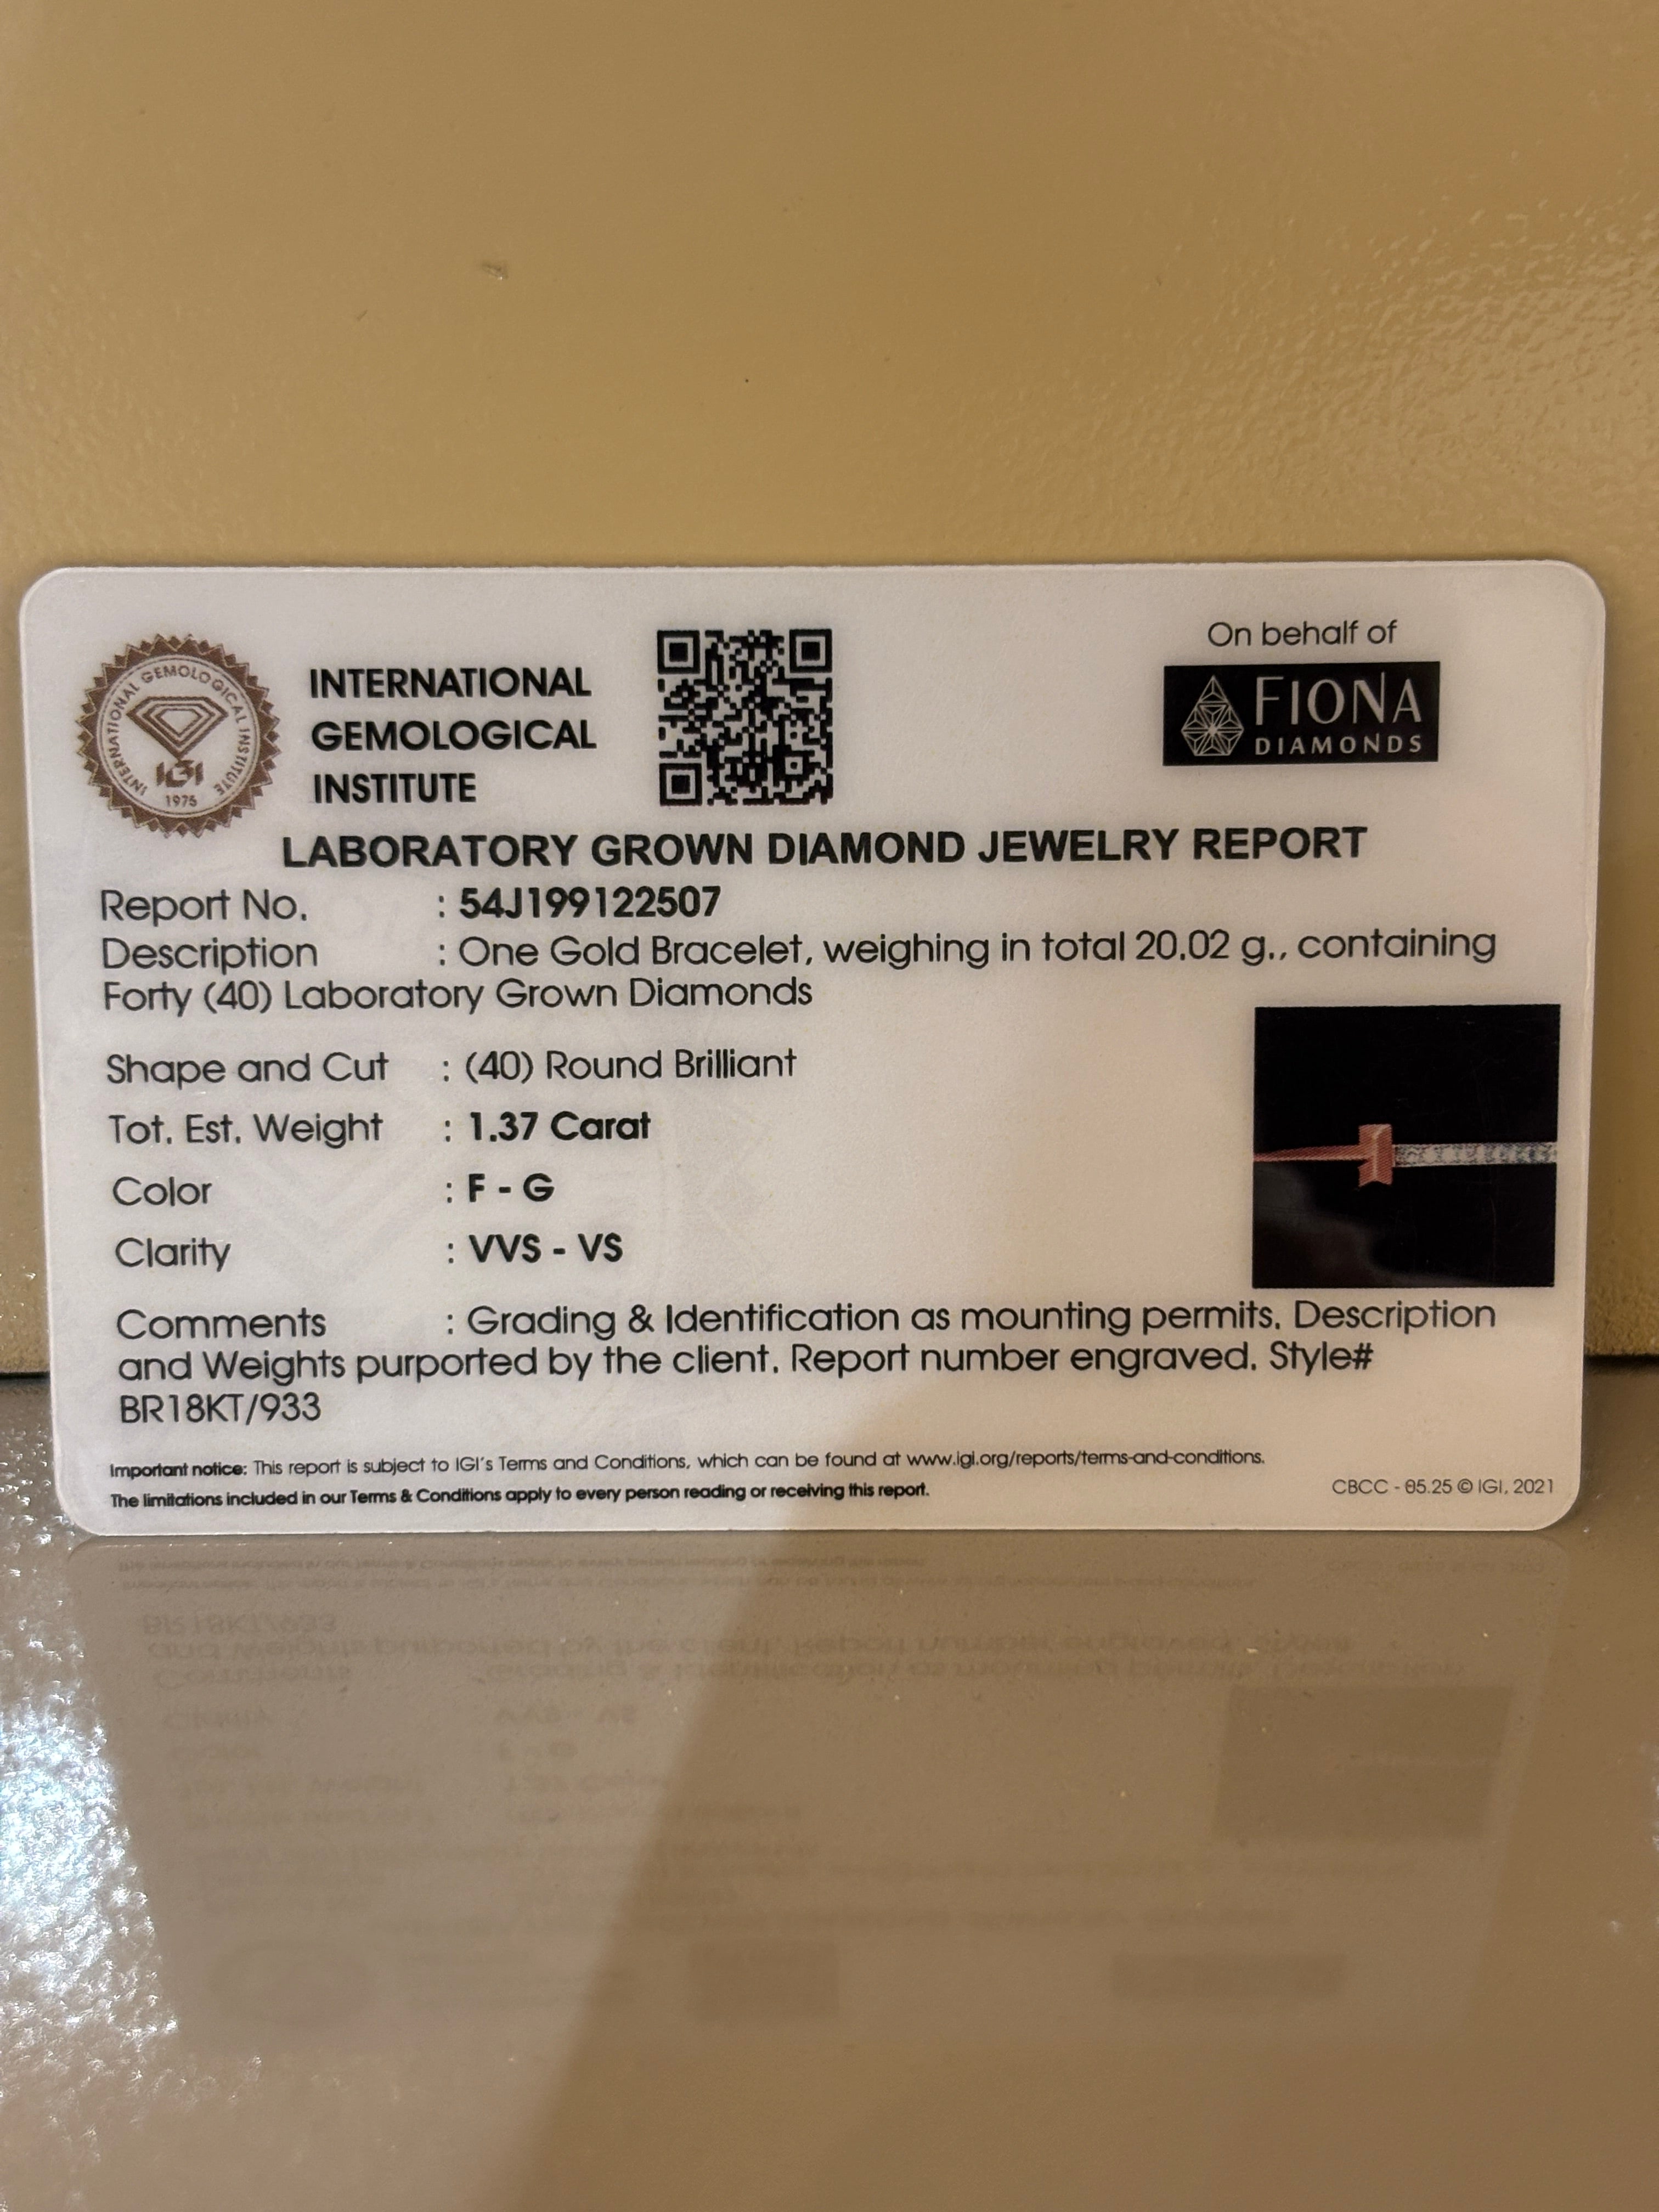 INTERNATIONAL GEMOLOGICAL INSTITUTE
IGI
1975
INTERNATIONAL
GEMOLOGICAL
INSTITUTE
On behalf of
FIONA
DIAMONDS
LABORATORY GROWN DIAMOND JEWELRY REPORT
Report No. : 54J199122507
Description : One Gold Bracelet, weighing in total 20.02 g., containing
Forty (40) Laboratory Grown Diamonds
Shape and Cut : (40) Round Brilliant
Tot. Est. Weight : 1.37 Carat
Color : F - G
Clarity : VVS - VS
Comments : Grading & Identification as mounting permits. Description
and Weights purported by the client. Report number engraved. Style#
BR18KT/933
Important notice: This report is subject to IGI's Terms and Conditions, which can be found at www.igi.org/reports/terms-and-conditions.
The limitations included in our Terms & Conditions apply to every person reading or receiving this report.
CBCC - 05.25 © IGI, 2021